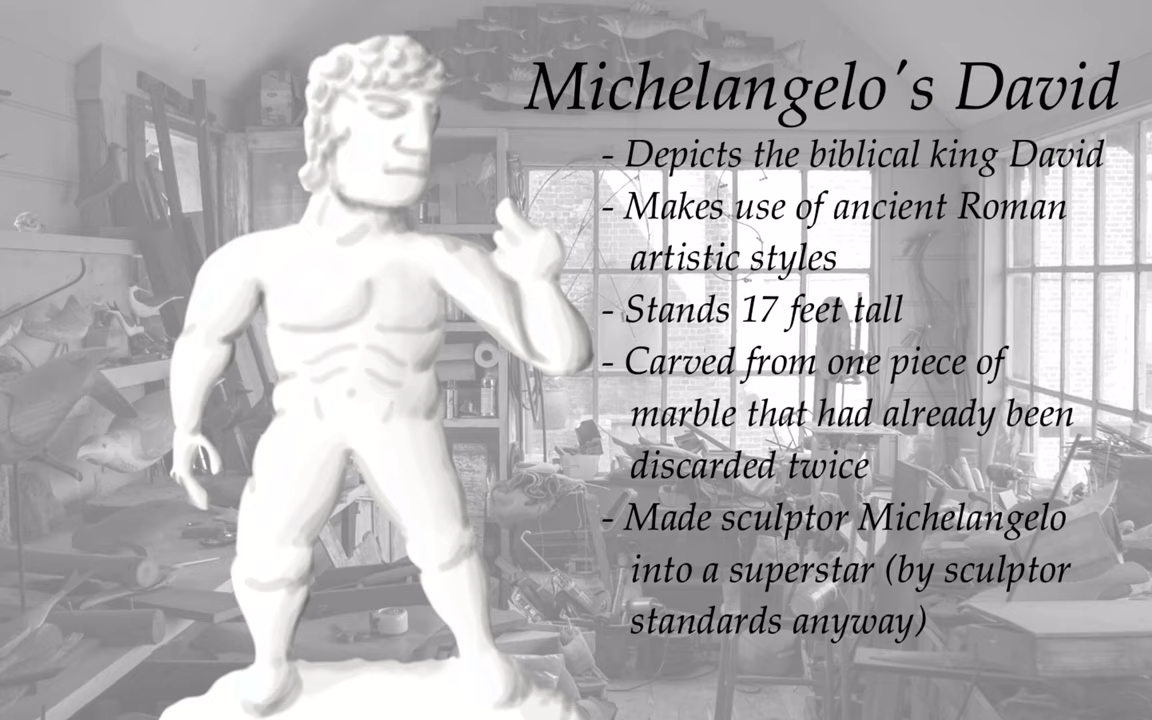 Michelangelo's David
- Depicts the biblical king David
- Makes use of ancient Roman
artistic styles
- Stands 17 feet tall
- Carved from one piece of
marble that had already been
discarded twice
- Made sculptor Michelangelo
into a superstar (by sculptor
standards anyway)